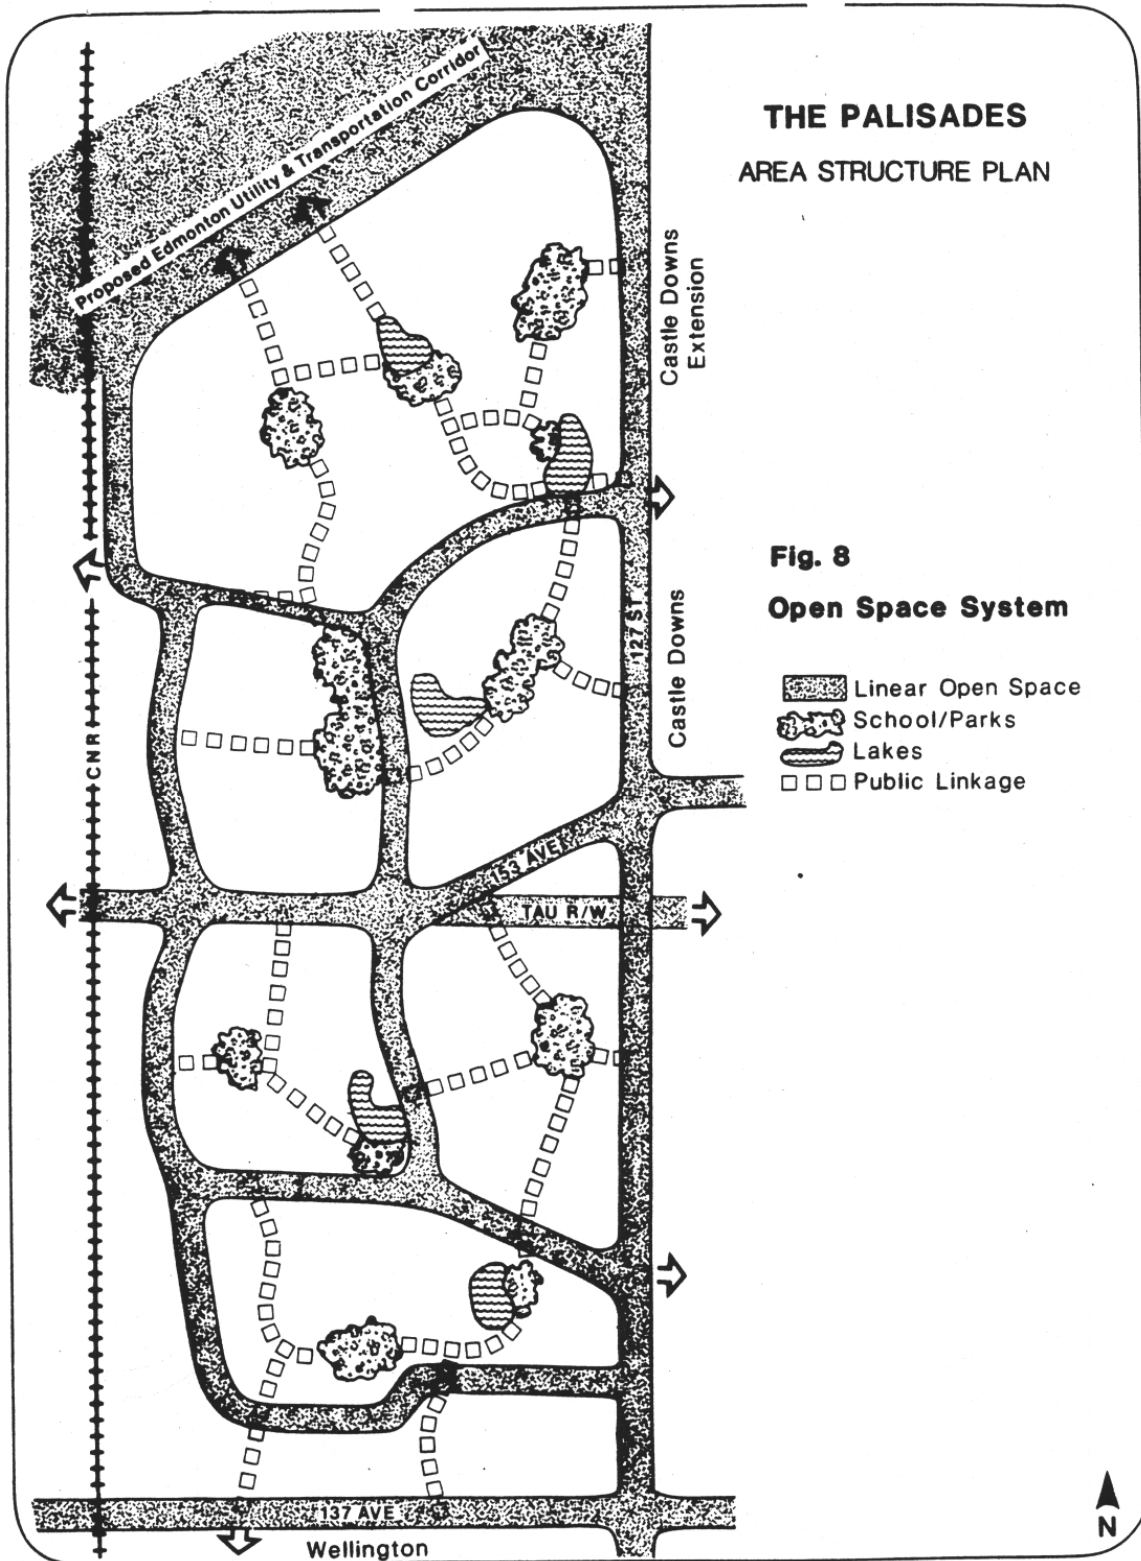 THE PALISADES
AREA STRUCTURE PLAN
Proposed Edmonton Utility & Transportation Corridor
Castle Downs
Extension
Fig. 8
Open Space System
127 ST
Castle Downs
Linear Open Space
School/Parks
Lakes
Public Linkage
CNR
153 AVE
TAU R/W
137 AVE
Wellington
N